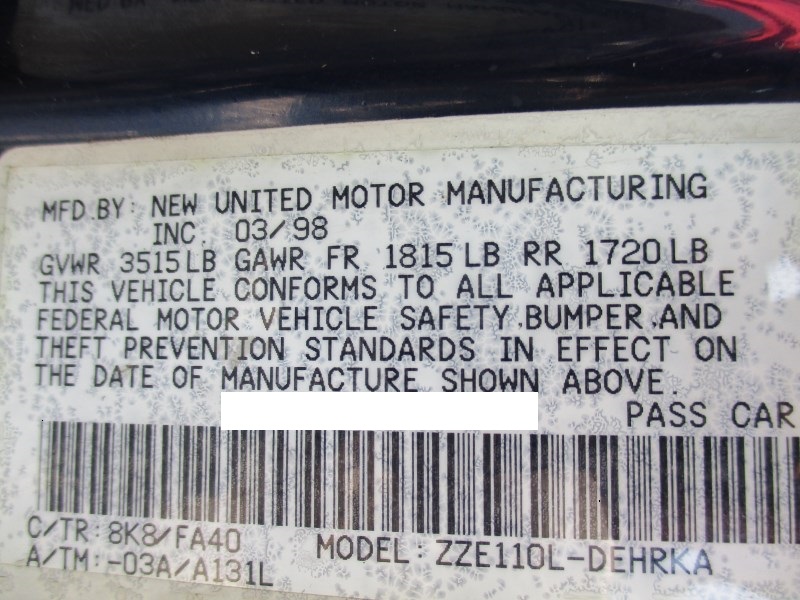 MFD.BY: NEW UNITED MOTOR MANUFACTURING
INC. 03/98
GVWR 3515LB GAWR FR 1815LB RR 1720LB
THIS VEHICLE CONFORMS TO ALL APPLICABLE
FEDERAL MOTOR VEHICLE SAFETY,BUMPER,AND
THEFT PREVENTION STANDARDS IN EFFECT ON
THE DATE OF MANUFACTURE SHOWN ABOVE.
PASS CAR
C/TR: 8K8/FA40
A/TM:-03A/A131L
MODEL: ZZE110L-DEHRKA